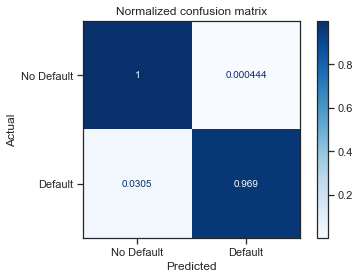 Normalized confusion matrix
Actual
No Default
1
0.000444
Default
0.0305
0.969
No Default
Default
Predicted
0.8
0.6
0.4
0.2